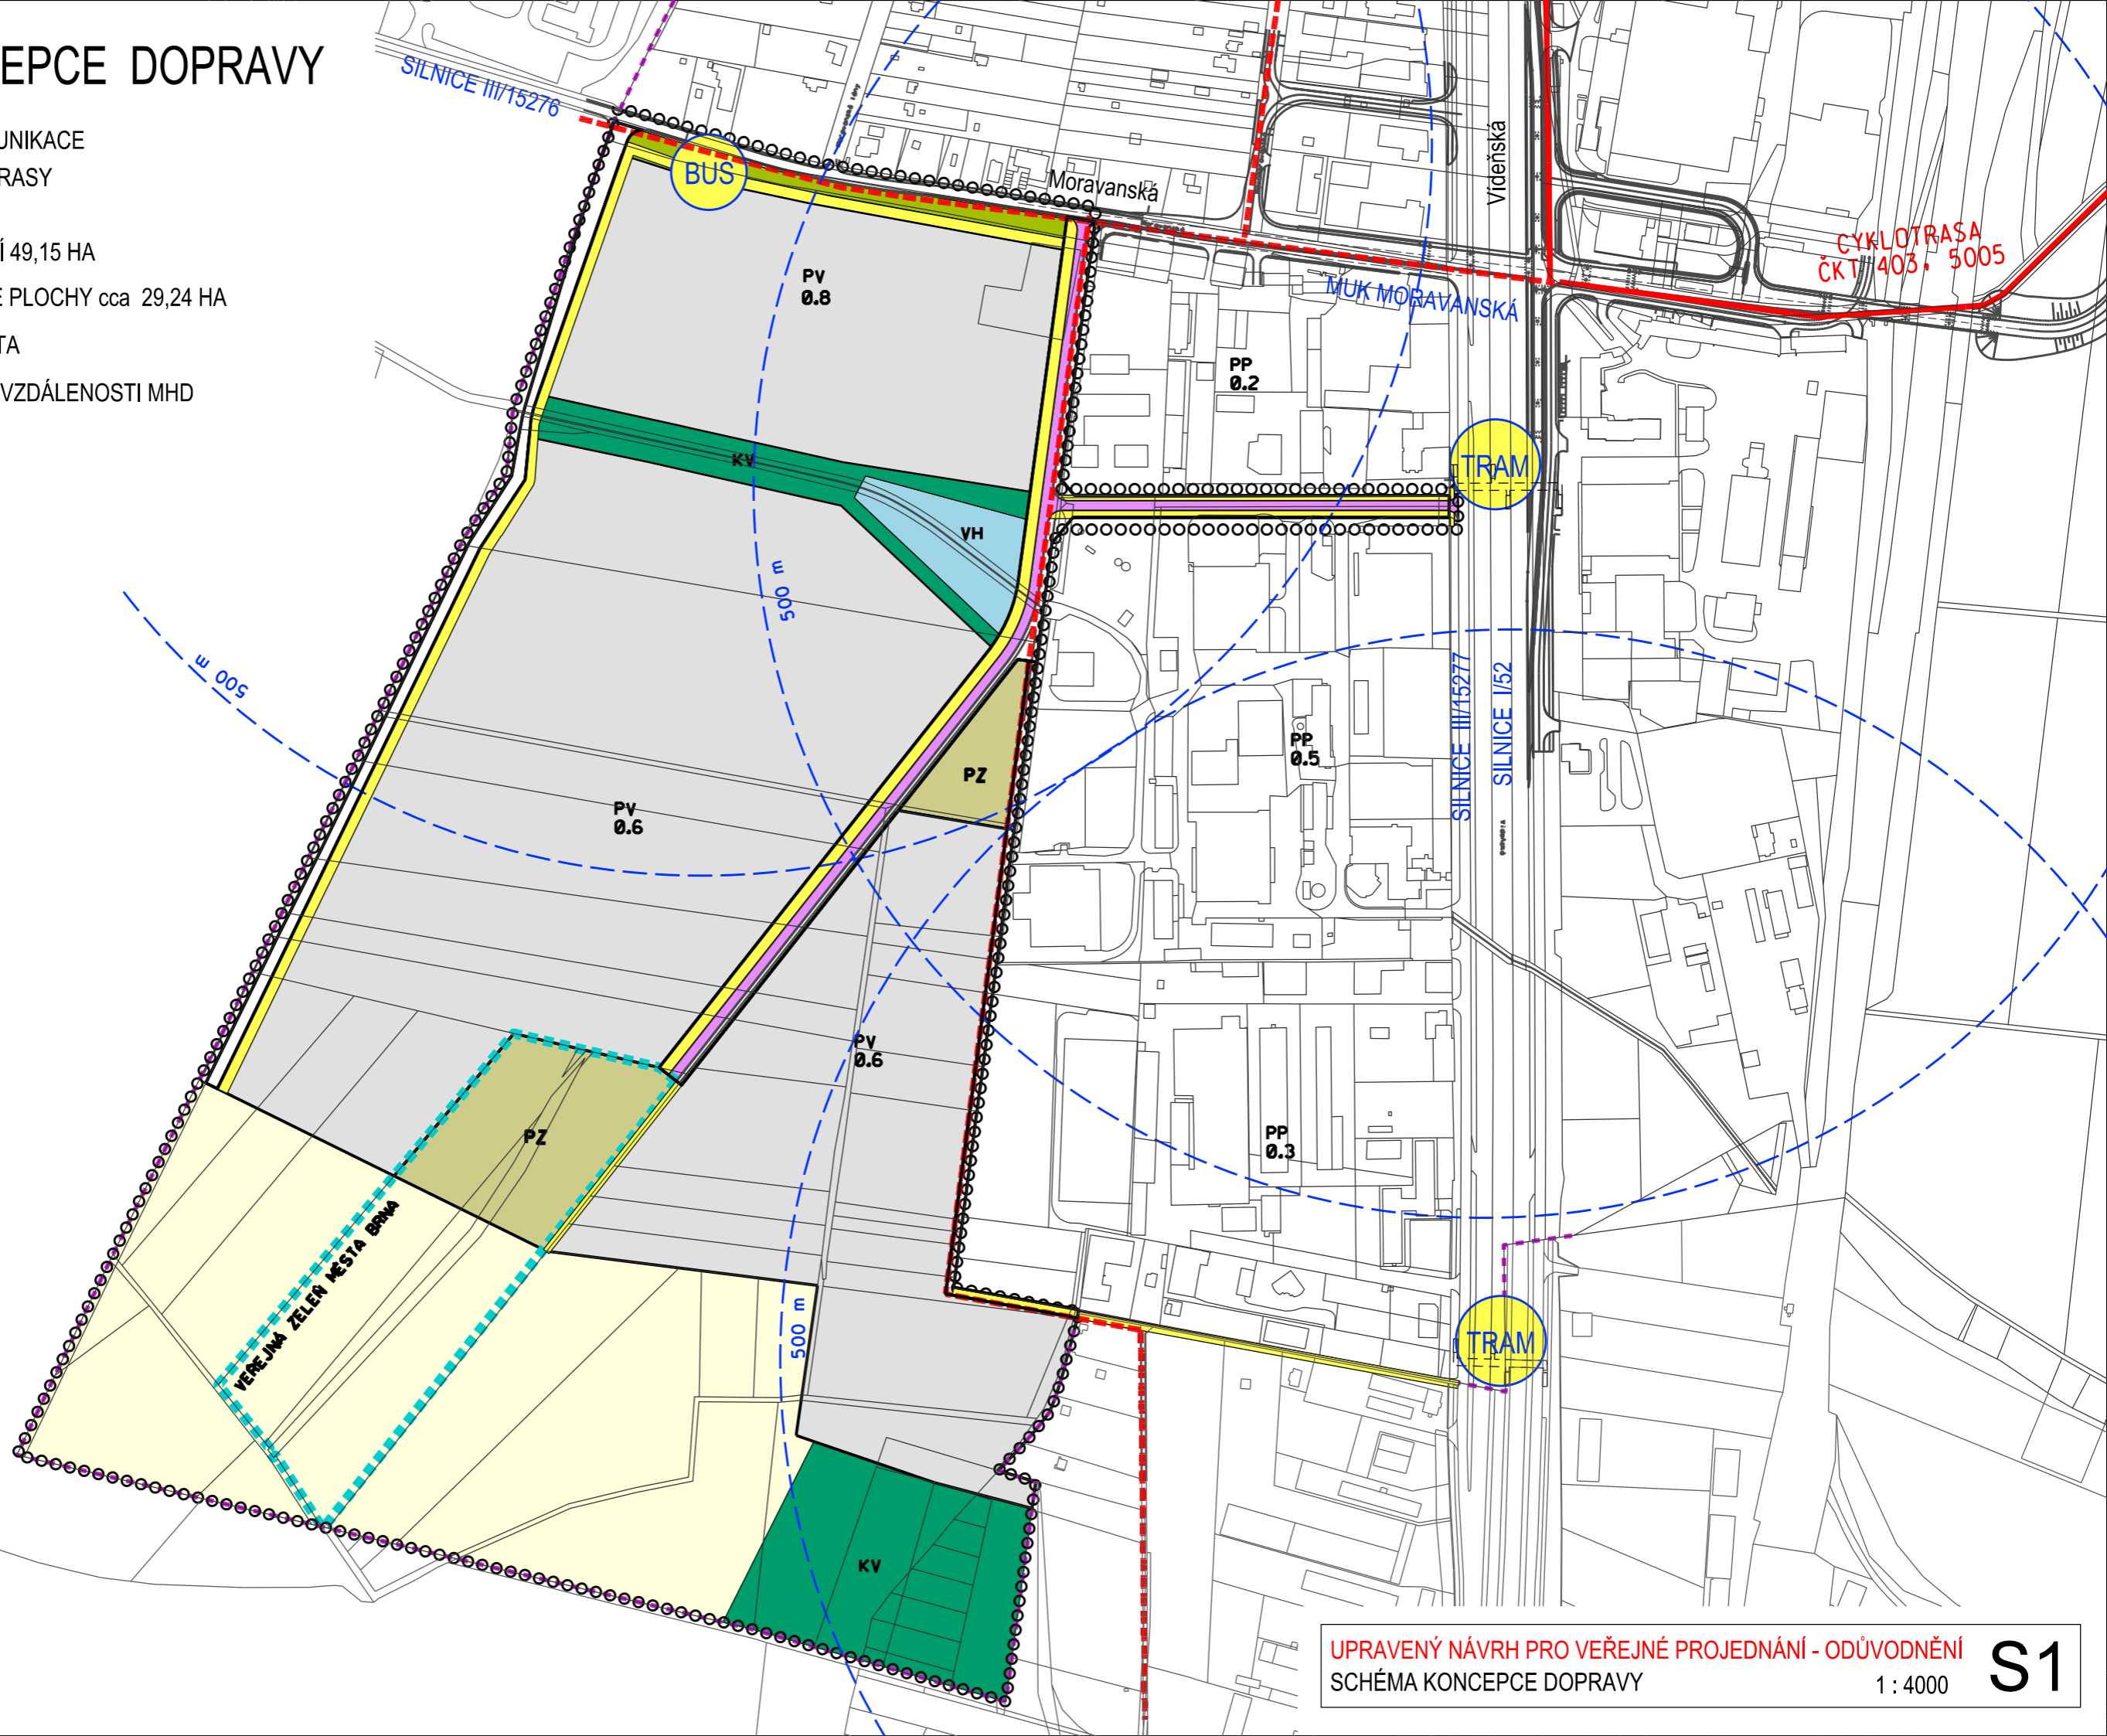 EPCE DOPRAVY
UNIKACE
RASY
Í 49,15 HA
E PLOCHY cca 29,24 HA
TA
VZDÁLENOSTI MHD
SILNICE III/15276
BUS
Moravanská
Vídeňská
CYKLOTRASA
ČKT 403, 5005
MUK MORAVANSKÁ
PV
0.8
PP
0.2
KV
TRAM
VH
500 m
500 m
SILNICE III/15277
SILNICE I/52
PP
0.5
PZ
PV
0.6
Vídeňská
PV
0.6
PZ
PP
0.3
VEŘEJNÁ ZELEŇ MĚSTA BRNA
500 m
TRAM
KV
UPRAVENÝ NÁVRH PRO VEŘEJNÉ PROJEDNÁNÍ - ODŮVODNĚNÍ
SCHÉMA KONCEPCE DOPRAVY 1 : 4000
S1